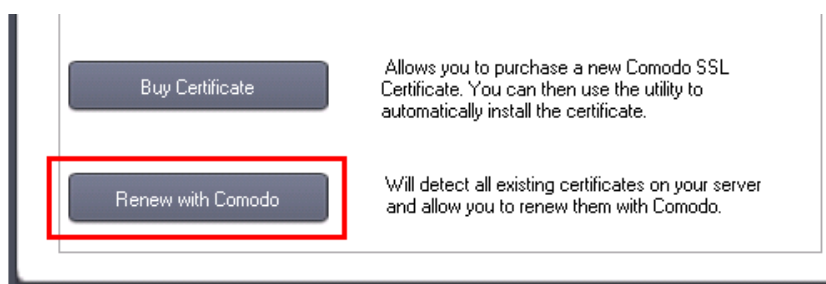 Buy Certificate
Allows you to purchase a new Comodo SSL
Certificate. You can then use the utility to
automatically install the certificate.
Renew with Comodo
Will detect all existing certificates on your server
and allow you to renew them with Comodo.